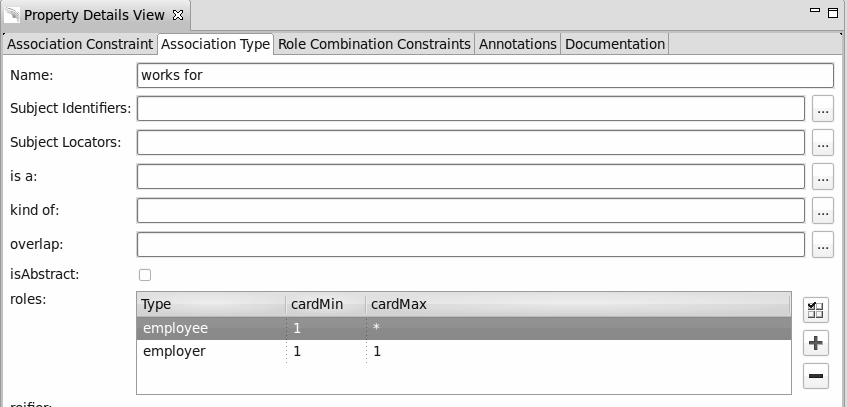 Property Details View
Association Constraint Association Type Role Combination Constraints Annotations Documentation
Name: works for
Subject Identifiers: ...
Subject Locators: ...
is a: ...
kind of: ...
overlap: ...
isAbstract:
roles:
Type cardMin cardMax
employee 1 *
employer 1 1
reifier: